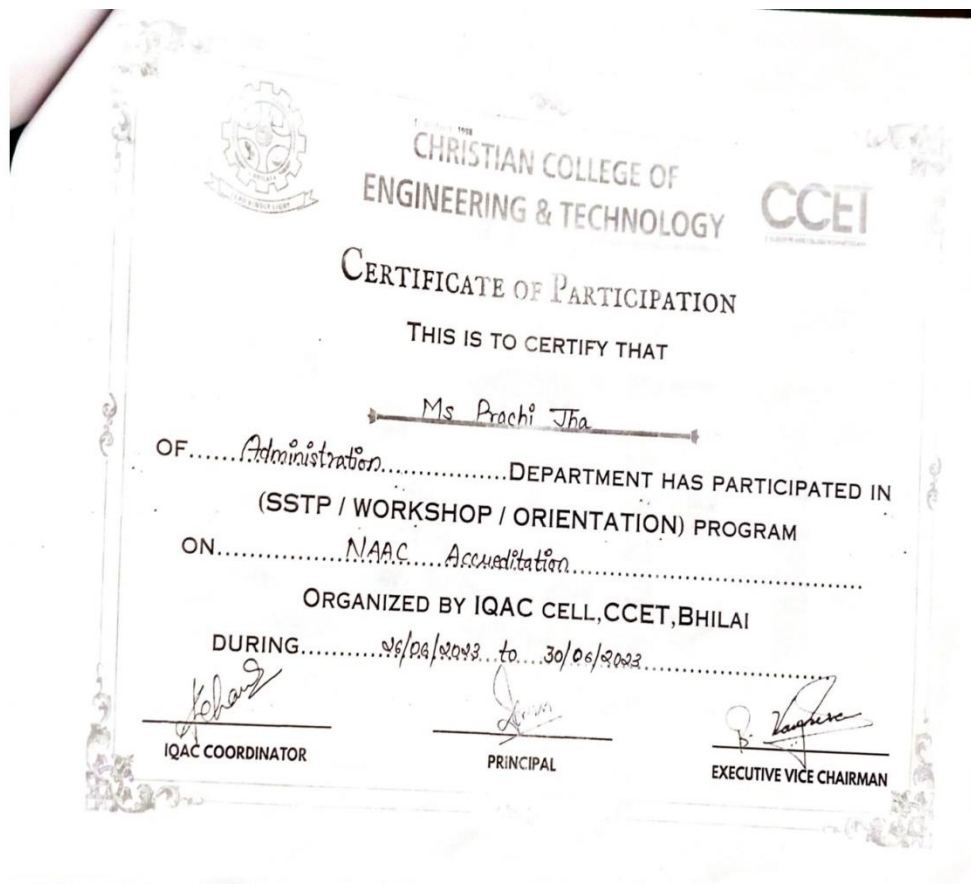 1998
CHRISTIAN COLLEGE OF
ENGINEERING & TECHNOLOGY
CCET
CERTIFICATE OF PARTICIPATION
THIS IS TO CERTIFY THAT
Ms Prachi Jha
OF......Administration...............DEPARTMENT HAS PARTICIPATED IN
(SSTP / WORKSHOP / ORIENTATION) PROGRAM
ON...............NAAC....Accreditation...................................
ORGANIZED BY IQAC CELL,CCET,BHILAI
DURING...........26/06/2023...to....30/06/2023......................
IQAC COORDINATOR
PRINCIPAL
EXECUTIVE VICE CHAIRMAN